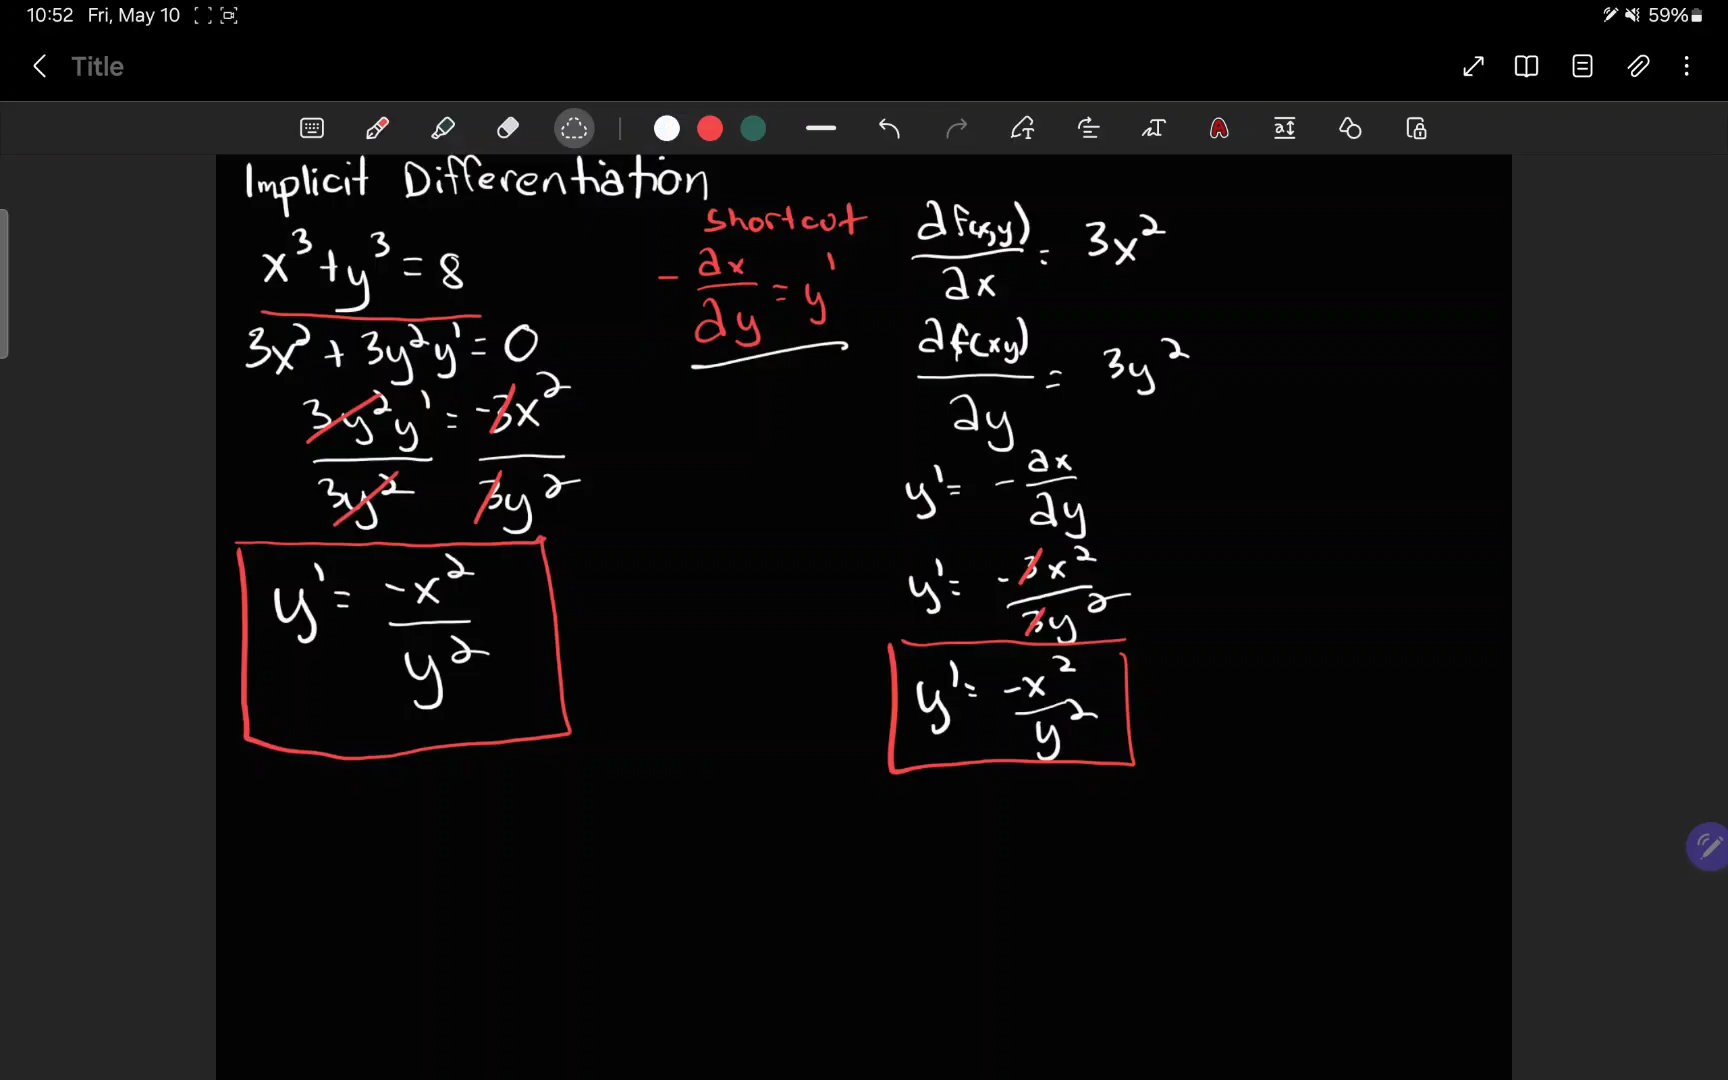 10:52 Fri, May 10 59%
Title
Implicit Differentiation
x³ + y³ = 8
3x² + 3y²y' = 0
3y²y' / 3y² = -3x² / 3y²
y' = -x² / y²
shortcut
- ∂x / ∂y = y'
∂f(x,y) / ∂x = 3x²
∂f(xy) / ∂y = 3y²
y' = - ∂x / ∂y
y' = - 3x² / 3y²
y' = -x² / y²